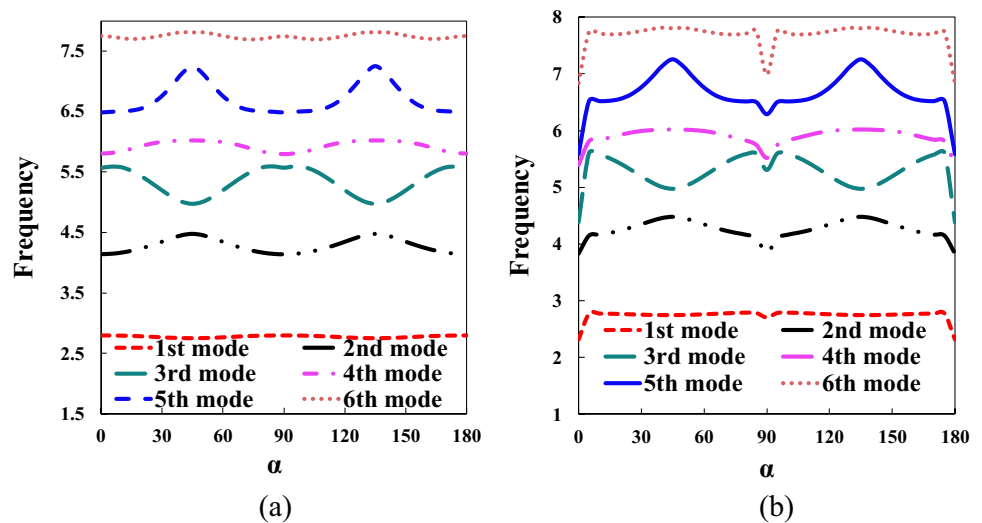 7.5
6.5
5.5
4.5
3.5
2.5
1.5
Frequency
1st mode 2nd mode
3rd mode 4th mode
5th mode 6th mode
0 30 60 90 120 150 180
α
(a)
8
7
6
5
4
3
2
1
Frequency
1st mode 2nd mode
3rd mode 4th mode
5th mode 6th mode
0 30 60 90 120 150 180
α
(b)